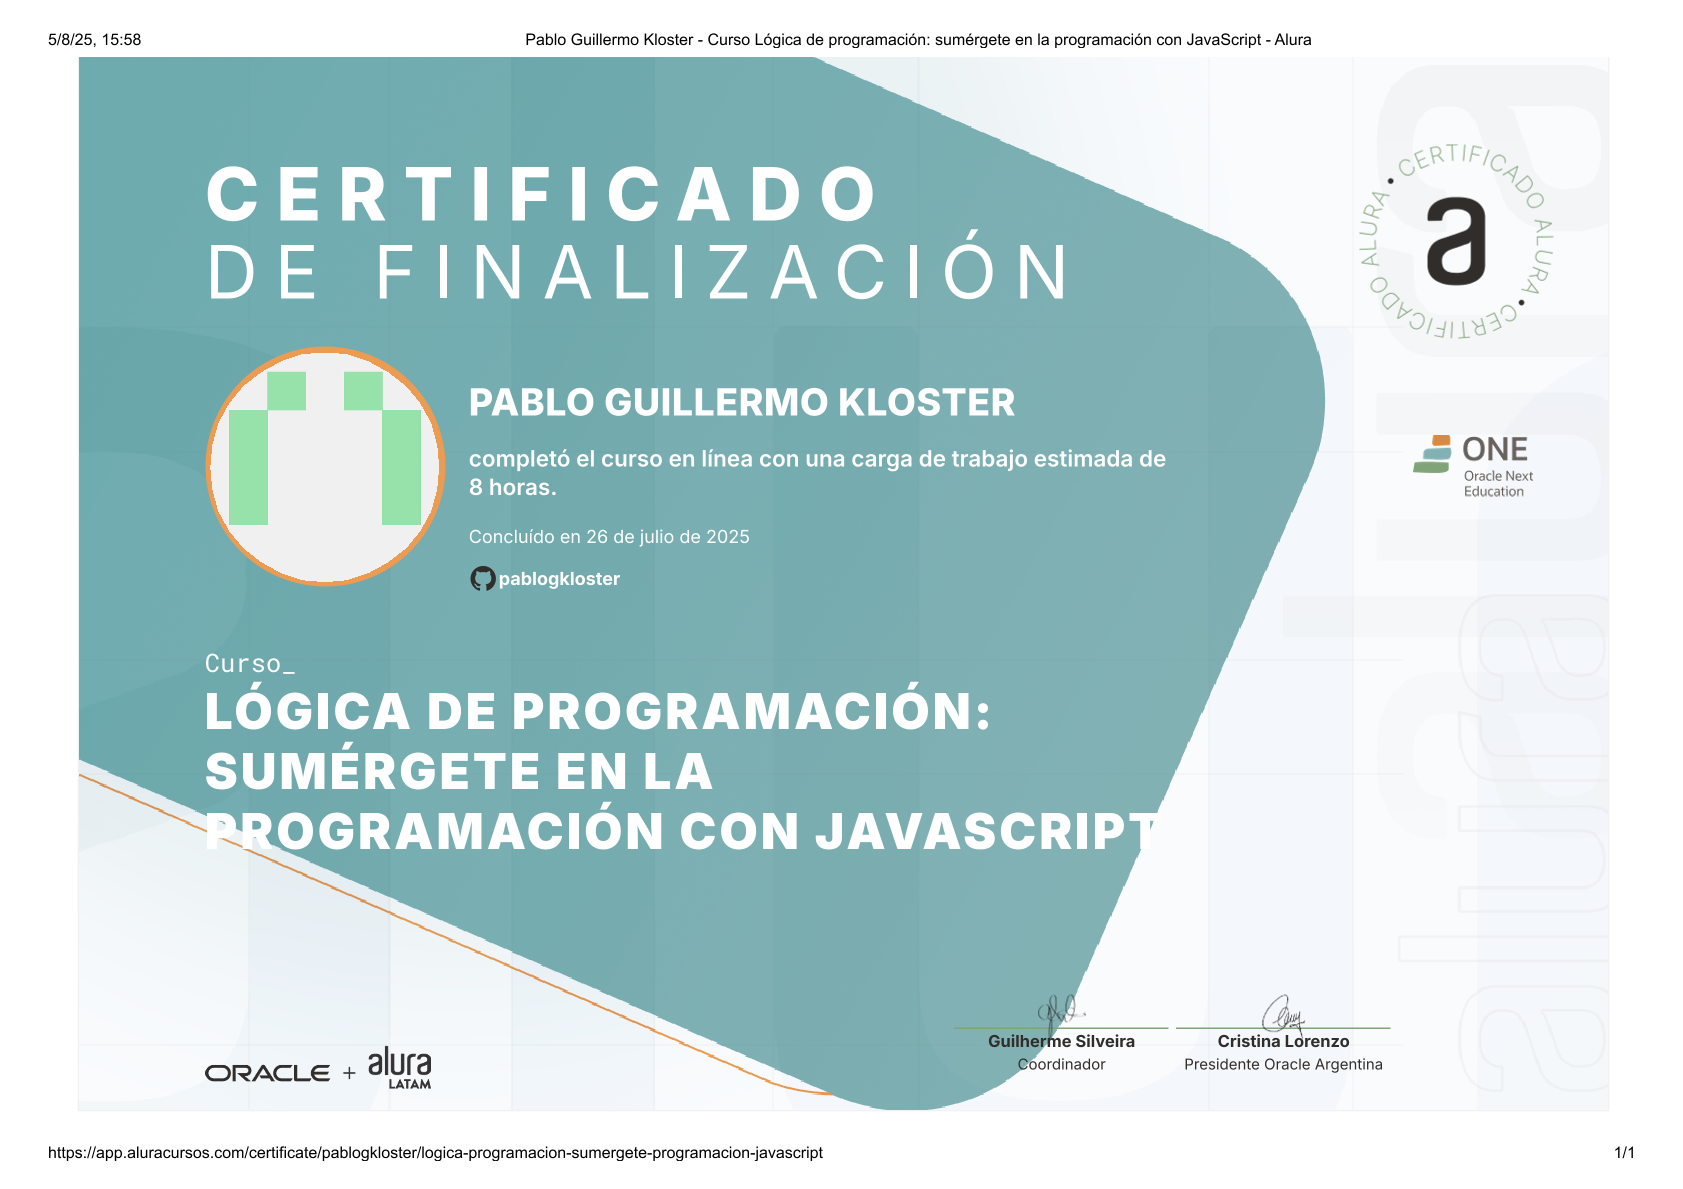 5/8/25, 15:58
Pablo Guillermo Kloster - Curso Lógica de programación: sumérgete en la programación con JavaScript - Alura
CERTIFICADO
DE FINALIZACIÓN
CERTIFICADO ALURA • CERTIFICADO ALURA •
a
PABLO GUILLERMO KLOSTER
completó el curso en línea con una carga de trabajo estimada de
8 horas.
Concluído en 26 de julio de 2025
pablogkloster
ONE
Oracle Next
Education
Curso_
LÓGICA DE PROGRAMACIÓN:
SUMÉRGETE EN LA
PROGRAMACIÓN CON JAVASCRIPT
alura
alura
Guilherme Silveira
Coordinador
Cristina Lorenzo
Presidente Oracle Argentina
ORACLE + alura
LATAM
https://app.aluracursos.com/certificate/pablogkloster/logica-programacion-sumergete-programacion-javascript
1/1